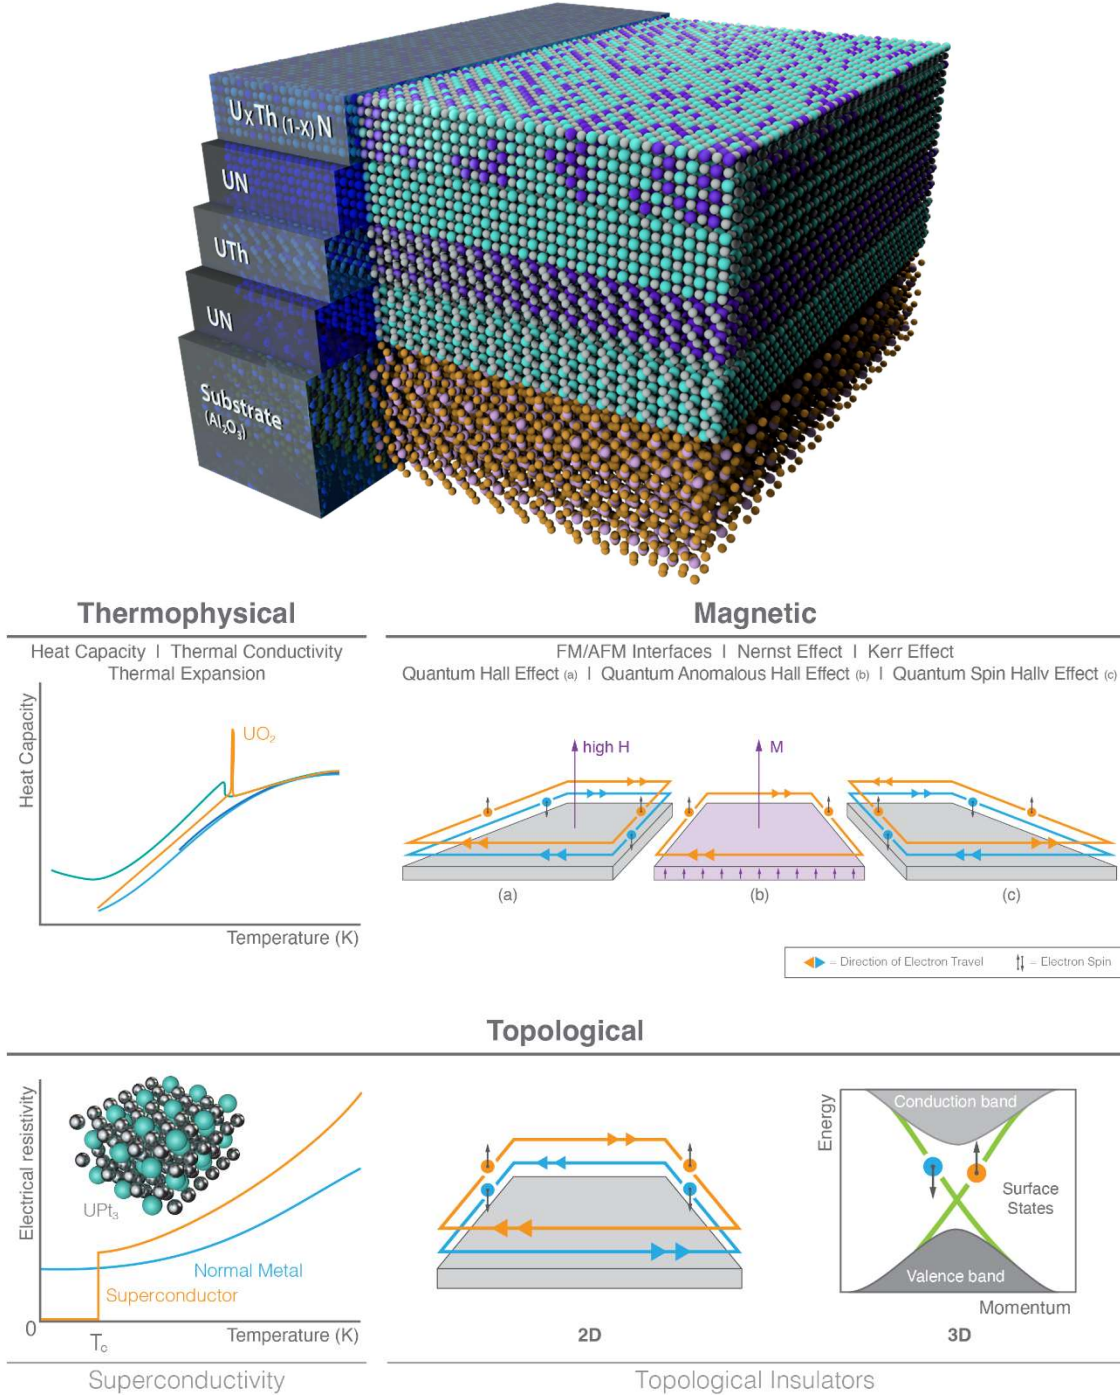 UxTh (1-X)N
UN
UTh
UN
Substrate
(Al2O3)
Thermophysical
Heat Capacity | Thermal Conductivity
Thermal Expansion
Heat Capacity
UO2
Temperature (K)
Magnetic
FM/AFM Interfaces | Nernst Effect | Kerr Effect
Quantum Hall Effect (a) | Quantum Anomalous Hall Effect (b) | Quantum Spin Hallv Effect (c)
high H
M
(a)
(b)
(c)
= Direction of Electron Travel
= Electron Spin
Topological
Electrical resistivity
UPt3
Normal Metal
Superconductor
0
Tc
Temperature (K)
Superconductivity
2D
Energy
Conduction band
Surface
States
Valence band
Momentum
3D
Topological Insulators